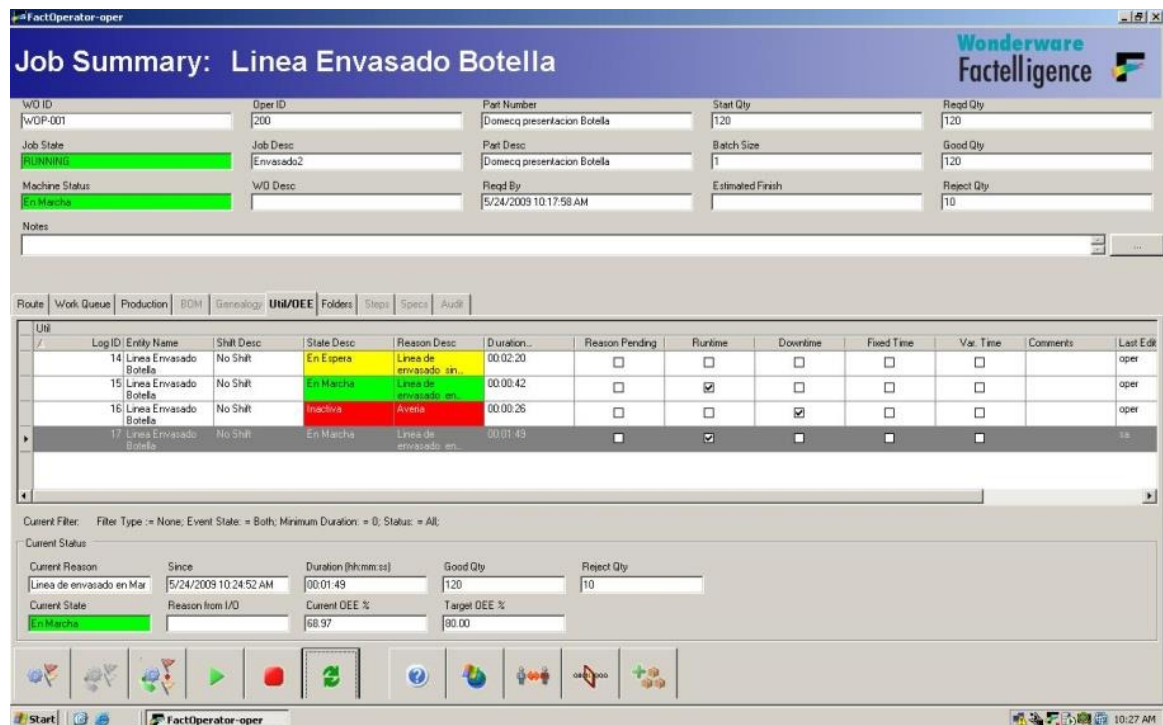 FactOperator-oper
Job Summary: Linea Envasado Botella
Wonderware
Factelligence
WO ID Oper ID Part Number Start Qty Reqd Qty
WOP-001 200 Domecq presentacion Botella 120 120
Job State Job Desc Part Desc Batch Size Good Qty
RUNNING Envasado2 Domecq presentacion Botella 1 120
Machine Status WO Desc Reqd By Estimated Finish Reject Qty
En Marcha 5/24/2009 10:17:58 AM 10
Notes
...
Route Work Queue Production BOM Genealogy Util/OEE Folders Steps Specs Audit
Util
Log ID Entity Name Shift Desc State Desc Reason Desc Duration... Reason Pending Runtime Downtime Fixed Time Var. Time Comments Last Edit
14 Linea Envasado No Shift En Espera Linea de 00:02:20 oper
Botella envasado sin...
15 Linea Envasado No Shift En Marcha Linea de 00:00:42 oper
Botella envasado en...
16 Linea Envasado No Shift Inactiva Averia 00:00:26 oper
Botella
17 Linea Envasado No Shift En Marcha Linea de 00:01:49 sa
Botella envasado en...
Current Filter: Filter Type := None; Event State: = Both; Minimum Duration: = 0; Status: = All;
Current Status
Current Reason Since Duration (hh:mm:ss) Good Qty Reject Qty
Linea de envasado en Mar 5/24/2009 10:24:52 AM 00:01:49 120 10
Current State Reason from I/O Current OEE % Target OEE %
En Marcha 68.97 80.00
Start FactOperator-oper 10:27 AM